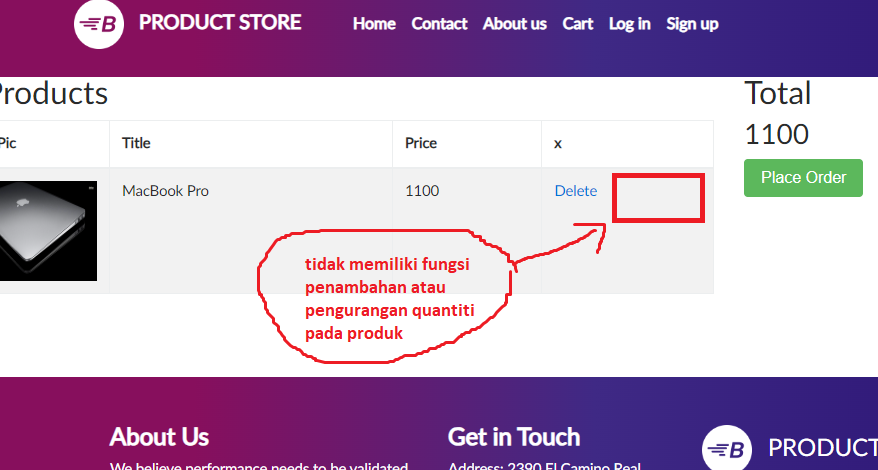 B PRODUCT STORE
Home Contact About us Cart Log in Sign up
Products
Total
1100
Place Order
Pic Title Price x
MacBook Pro 1100 Delete
tidak memiliki fungsi
penambahan atau
pengurangan quantiti
pada produk
About Us
We believe performance needs to be validated
Get in Touch
Address: 2390 El Camino Real
B PRODUCT